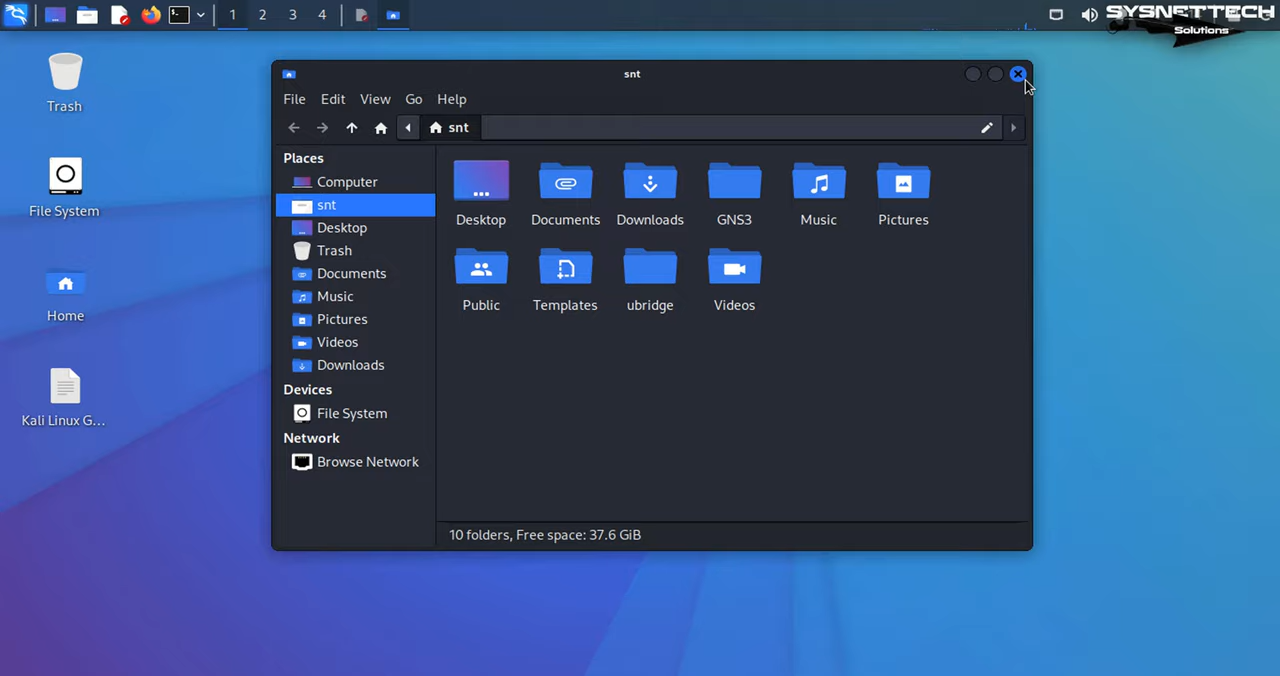 1 2 3 4
SYSNETTECH
Solutions
Trash
File System
Home
Kali Linux G...
snt
File Edit View Go Help
snt
Places
Computer
snt
Desktop
Trash
Documents
Music
Pictures
Videos
Downloads
Devices
File System
Network
Browse Network
Desktop Documents Downloads GNS3 Music Pictures
Public Templates ubridge Videos
10 folders, Free space: 37.6 GiB